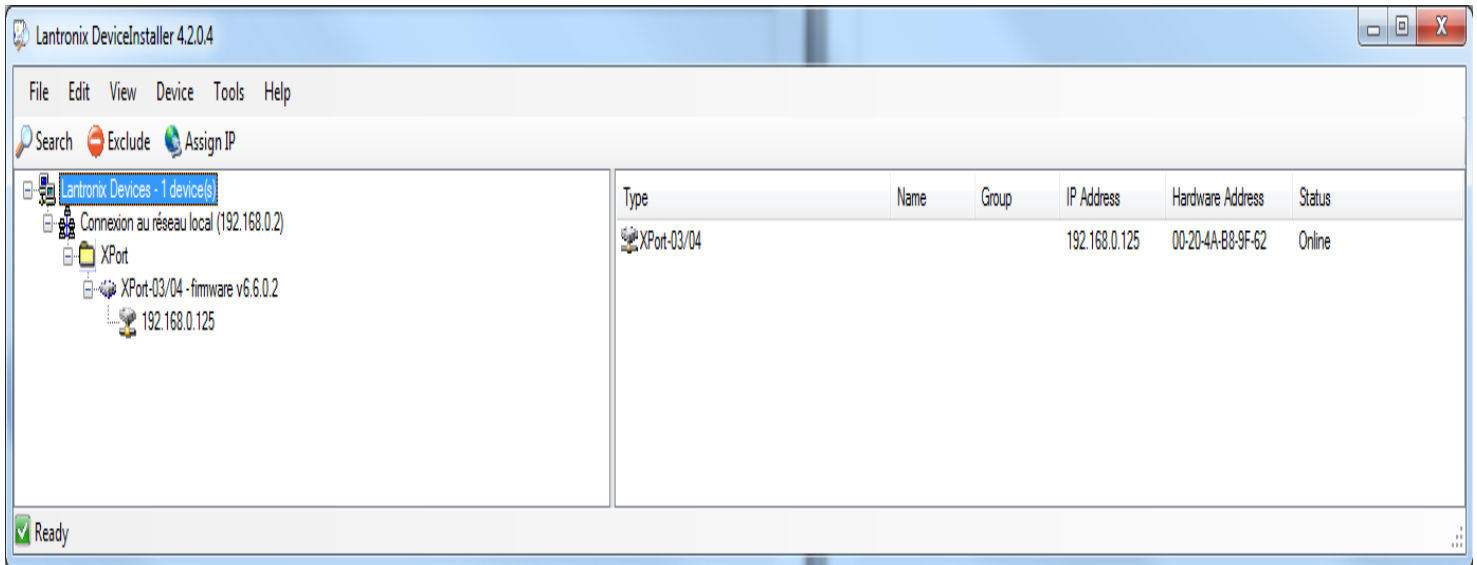 Lantronix DeviceInstaller 4.2.0.4
File Edit View Device Tools Help
Search Exclude Assign IP
Lantronix Devices - 1 device(s)
Connexion au réseau local (192.168.0.2)
XPort
XPort-03/04 - firmware v6.6.0.2
192.168.0.125
Type Name Group IP Address Hardware Address Status
XPort-03/04 192.168.0.125 00-20-4A-B8-9F-62 Online
Ready